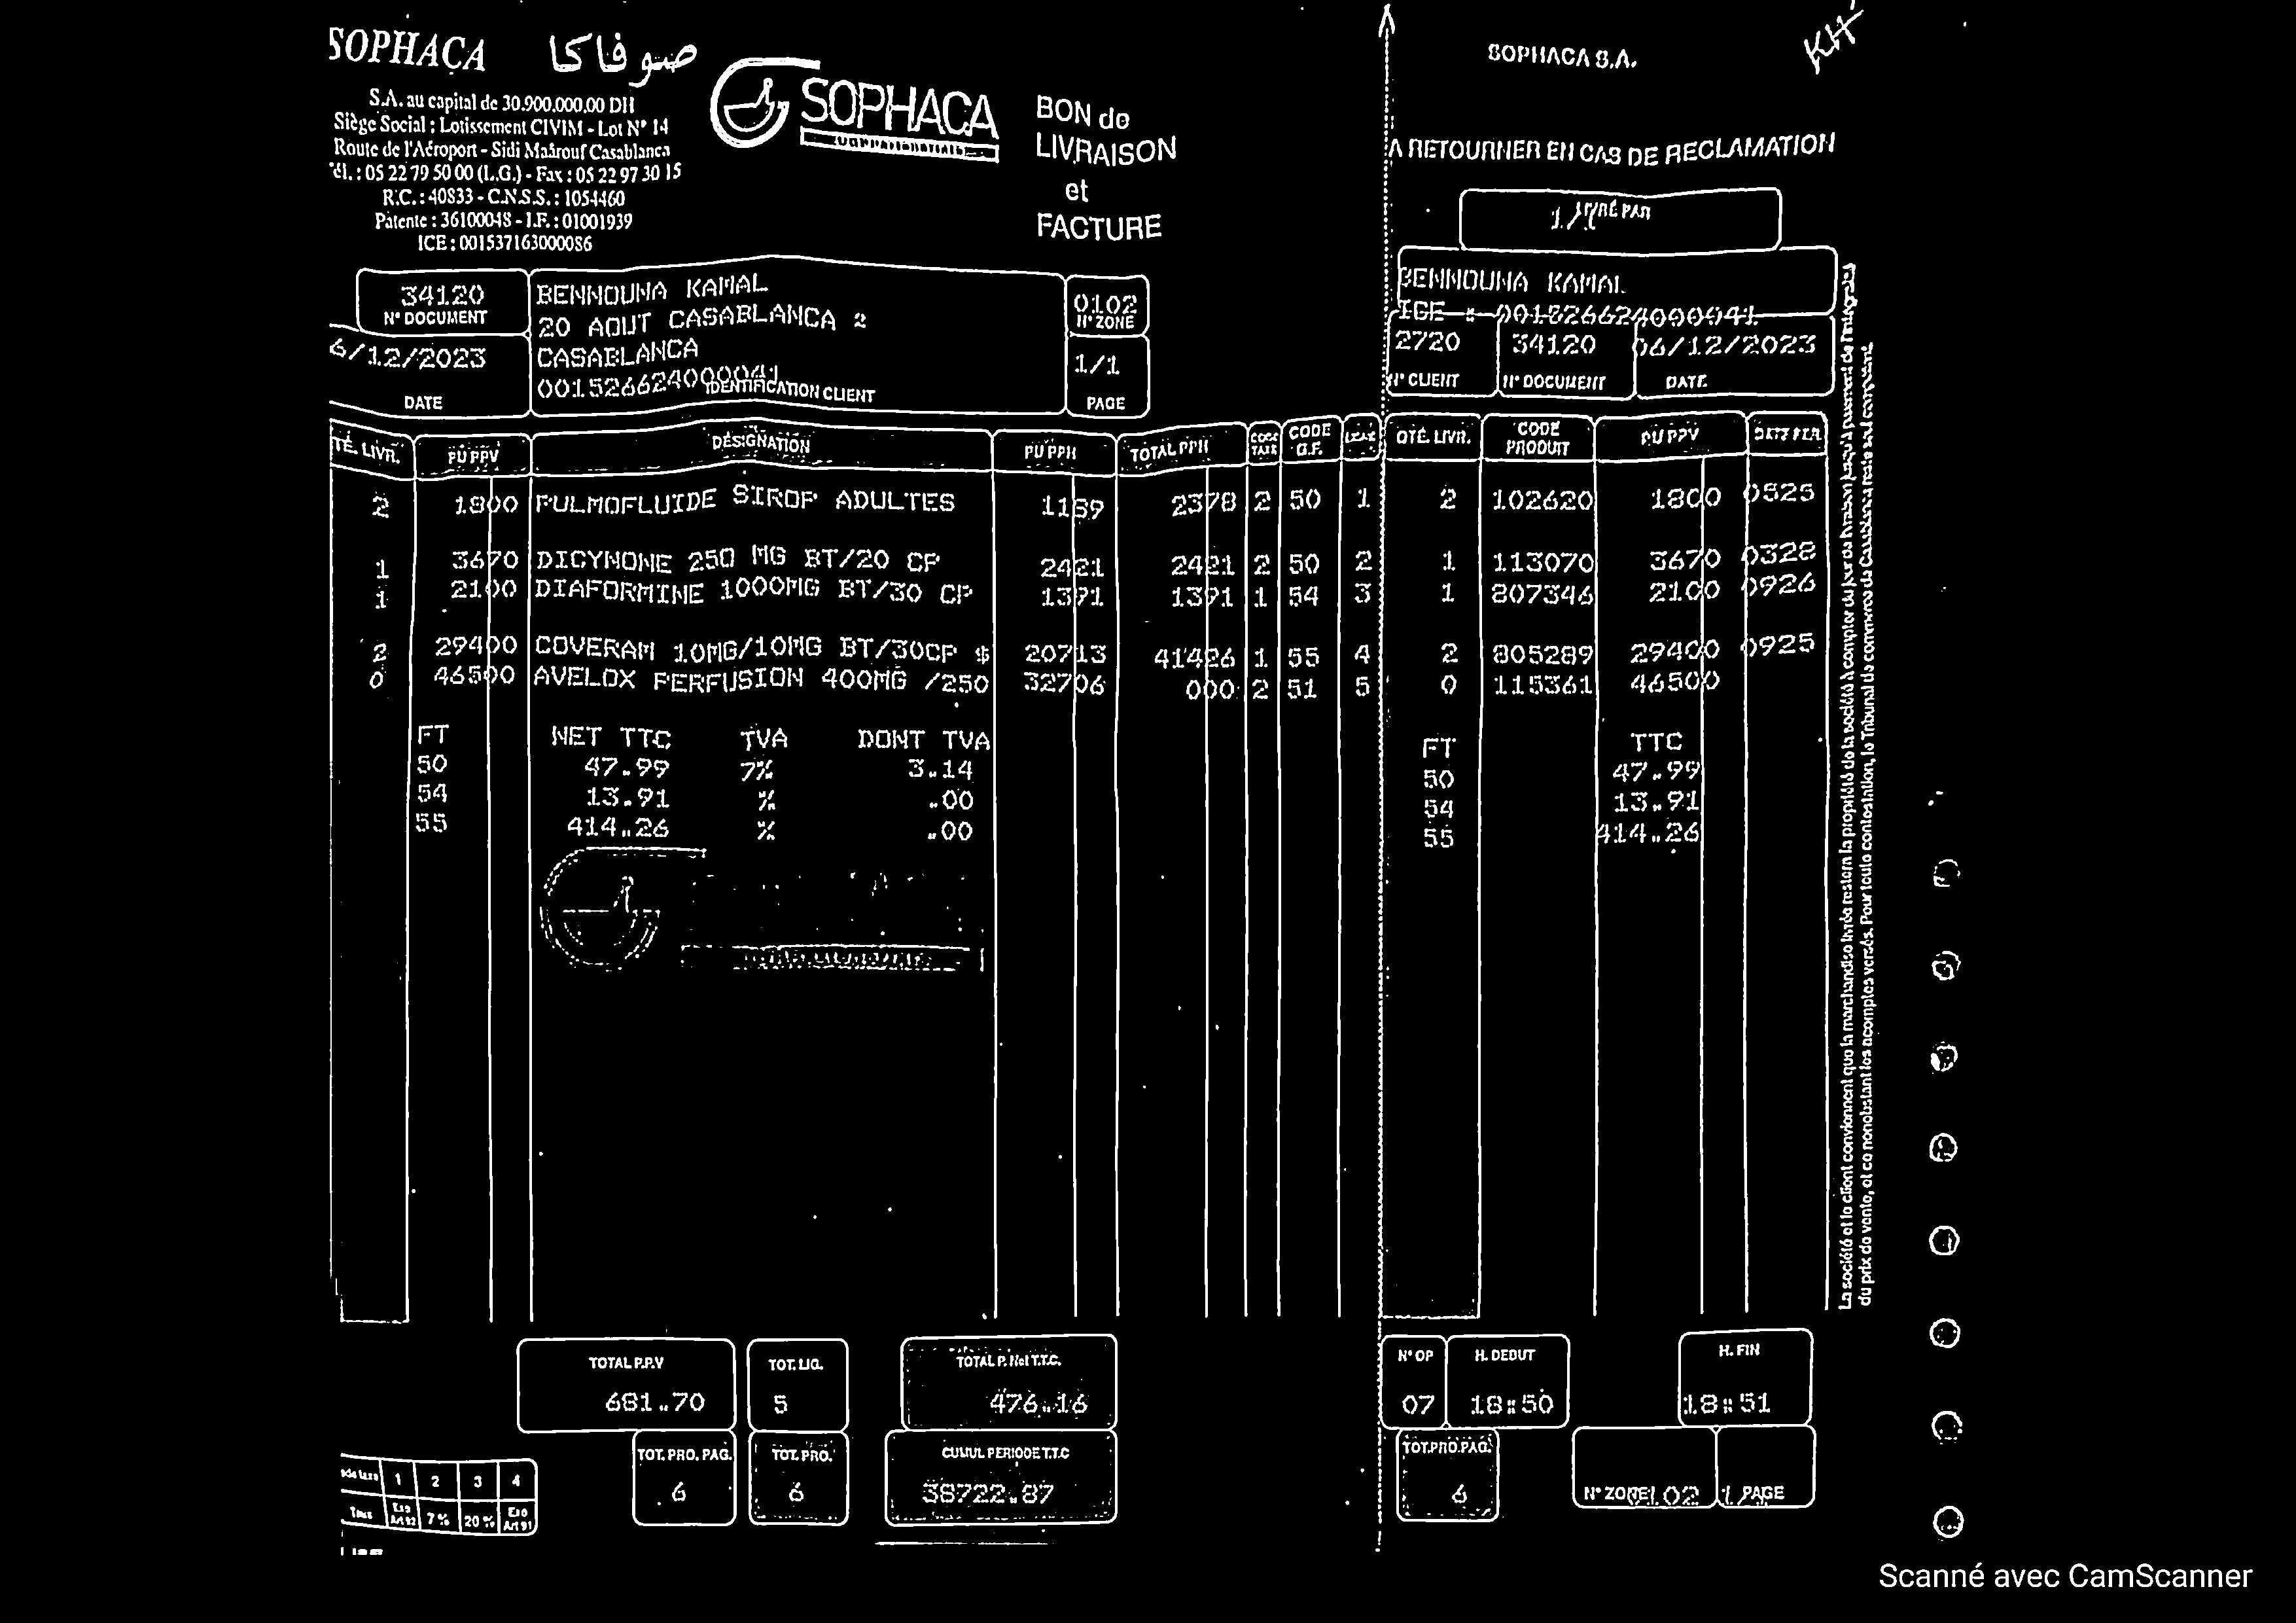 SOPHACA صوفاكا
S.A. au capital de 30.900.000.00 DH
Siège Social : Lotissement CIVIM - Lot N° 14
Route de l'Aéroport - Sidi Maârouf Casablanca
Tél. : 05 22 79 50 00 (L.G.) - Fax : 05 22 97 30 15
R.C. : 40833 - C.N.S.S. : 1054460
Patente : 36100048 - I.F. : 01001939
ICE : 001537163000086
SOPHACA
BON de
LIVRAISON
et
FACTURE
34120
N° DOCUMENT
6/12/2023
DATE
BENNOUNA KAMAL
20 AOUT CASABLANCA 2
CASABLANCA
001526624000041
IDENTIFICATION CLIENT
0102
N° ZONE
1/1
PAGE
TÉ. LIVR. PU PPV DÉSIGNATION PU PPH TOTAL PPH CODE TAXE CODE G.F.
2 1800 PULMOFLUIDE SIROP ADULTES 1189 2378 2 50 1
1 3670 DICYNONE 250 MG BT/20 CP 2421 2421 2 50 2
1 2100 DIAFORMINE 1000MG BT/30 CP 1391 1391 1 54 3
2 29400 COVERAM 10MG/10MG BT/30CP $ 20713 41426 1 55 4
0 46500 AVELOX PERFUSION 400MG /250 32706 000 2 51 5
FT NET TTC TVA DONT TVA
50 47.99 7% 3.14
54 13.91 % .00
55 414.26 % .00
TOTAL P.P.V
681.70
TOT. LIG.
5
TOTAL P. Net T.T.C.
476.16
TOT. PRO. PAG.
6
TOT. PRO.
6
CUMUL PERIODE T.T.C
38722.87
1 2 3 4
Taux Exo Art 92 7% 20% Exo Art 91
SOPHACA S.A.
KH
A RETOURNER EN CAS DE RECLAMATION
LIVRÉ PAR
1/1
BENNOUNA KAMAL
ICE : 001526624000041
2720 34120 06/12/2023
N° CLIENT N° DOCUMENT DATE
QTÉ. LIVR. CODE PRODUIT PU PPV DATE PER.
2 102620 1800 0525
1 113070 3670 0328
1 807346 2100 0926
2 805289 29400 0925
0 115361 46500
FT TTC
50 47.99
54 13.91
55 414.26
N° OP
07
H. DEBUT
18:50
H. FIN
18:51
TOT.PRO.PAG.
6
N° ZONE 102 1 PAGE
La société et le client conviennent que la marchandise livrée restera la propriété de la société à compter du jour de livraison jusqu'à paiement de l'intégralité
du prix de vente, et ce nonobstant les acomptes versés. Pour toute contestation, le Tribunal de commerce de Casablanca reste seul compétent.
Scanné avec CamScanner